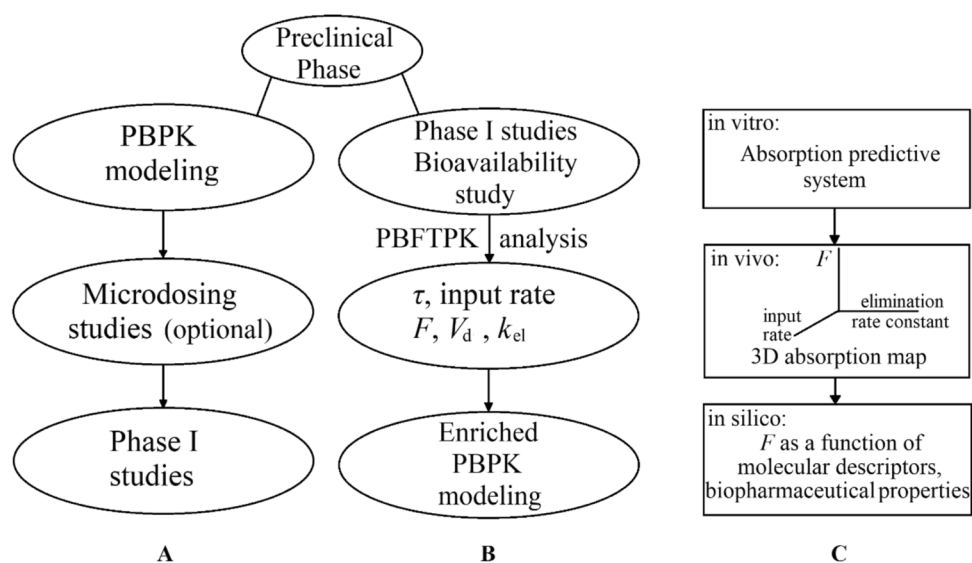 Preclinical
Phase
PBPK
modeling
Microdosing
studies (optional)
Phase I
studies
A
Phase I studies
Bioavailability
study
PBFTPK analysis
τ, input rate
F, Vd , kel
Enriched
PBPK
modeling
B
in vitro:
Absorption predictive
system
in vivo:
F
input
rate
elimination
rate constant
3D absorption map
in silico:
F as a function of
molecular descriptors,
biopharmaceutical properties
C